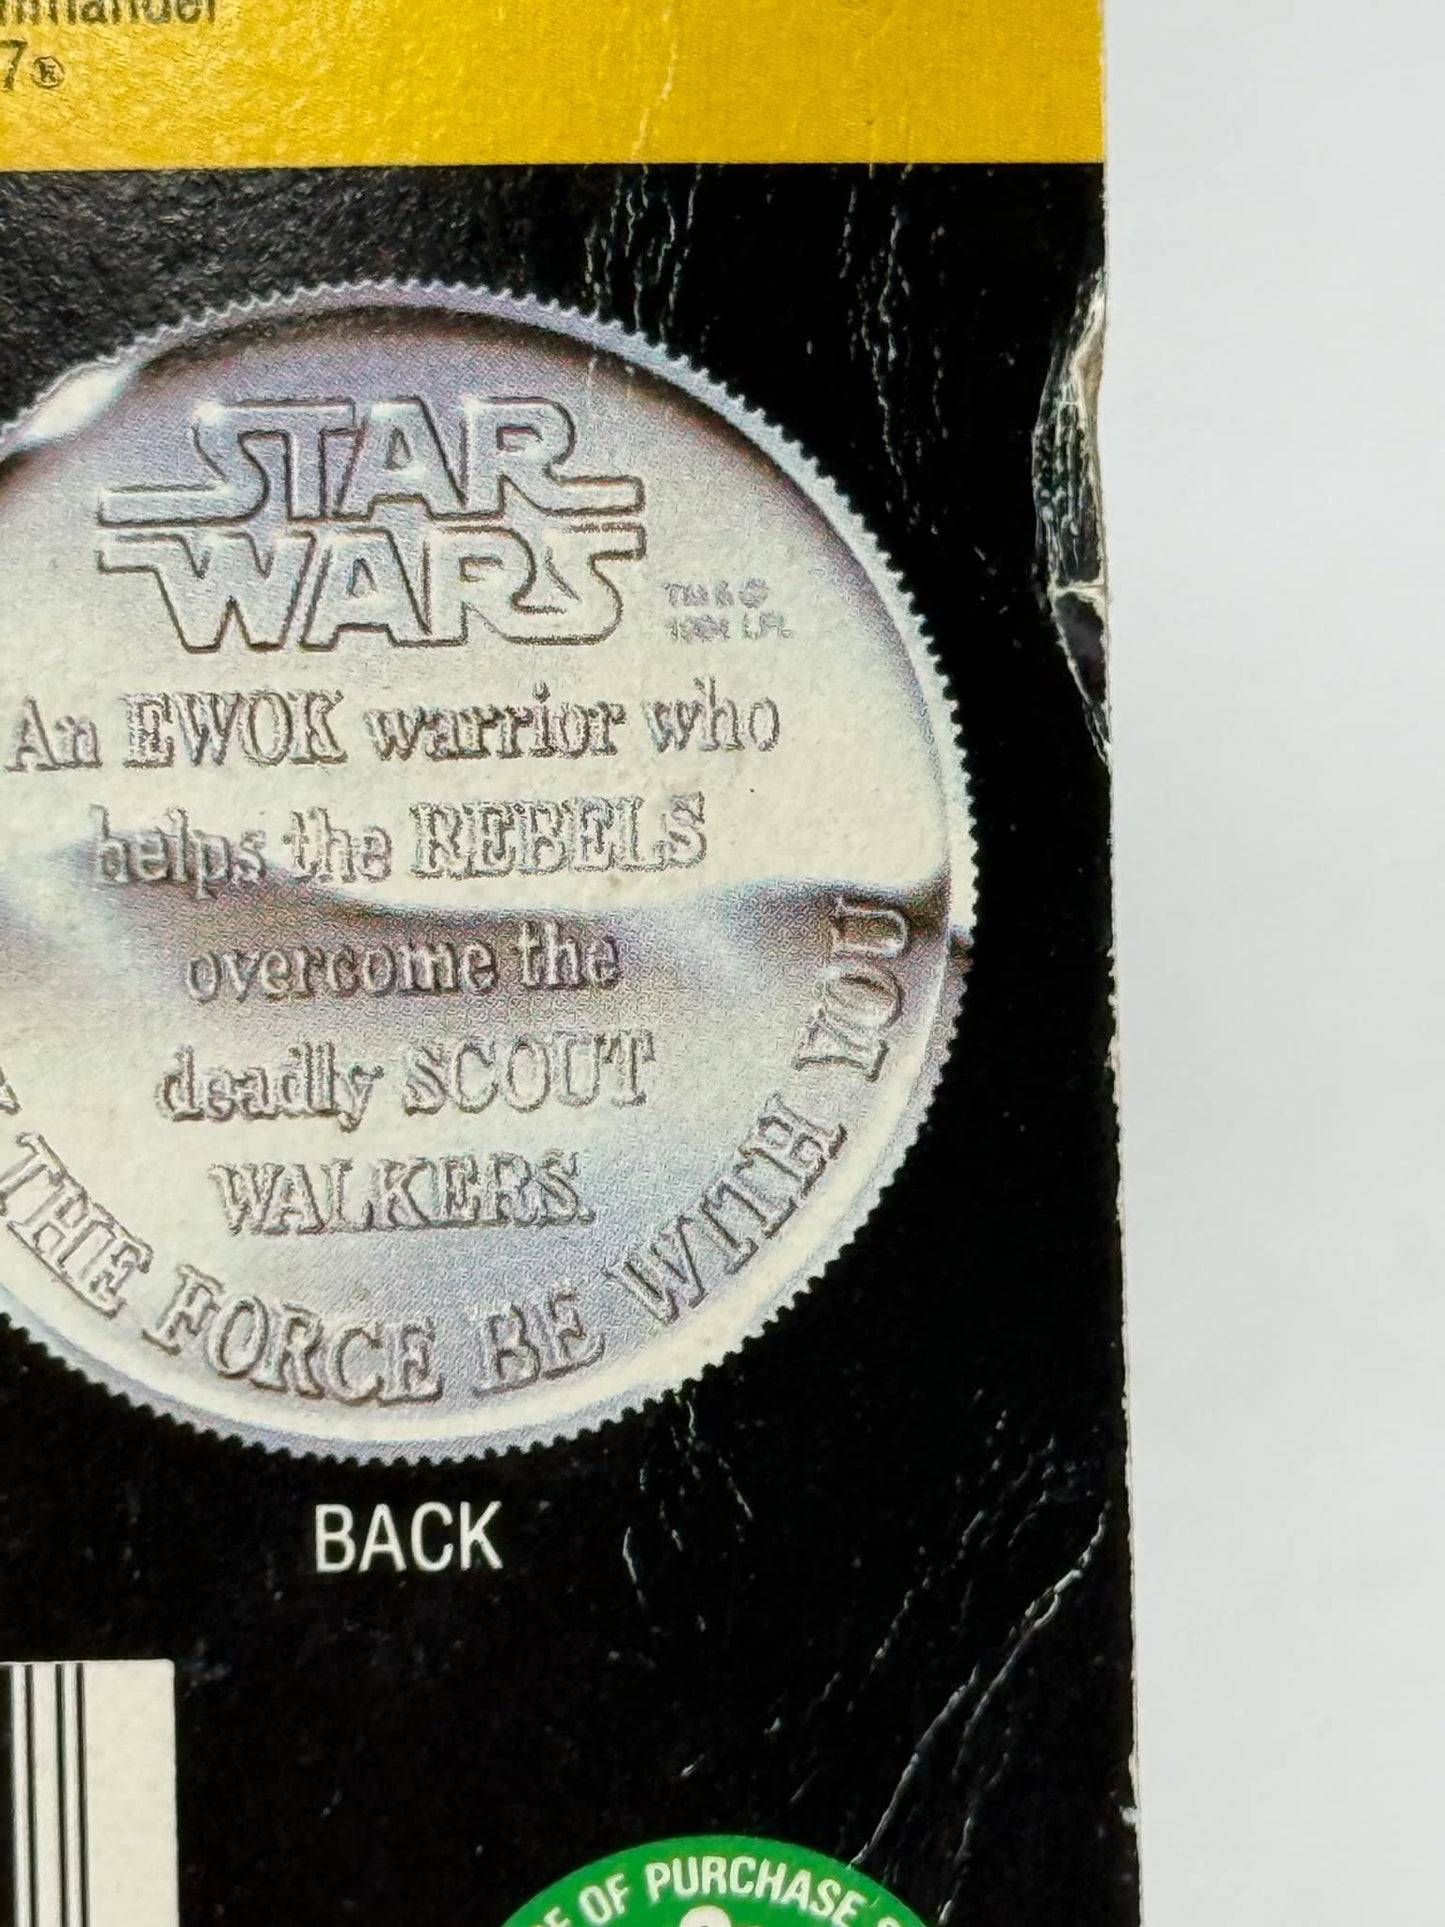 7®
STAR
WARS
TM & ©
LFL
An EWOK warrior who
helps the REBELS
overcome the
deadly SCOUT
WALKERS.
THE FORCE BE WITH YOU
BACK
OF PURCHASE